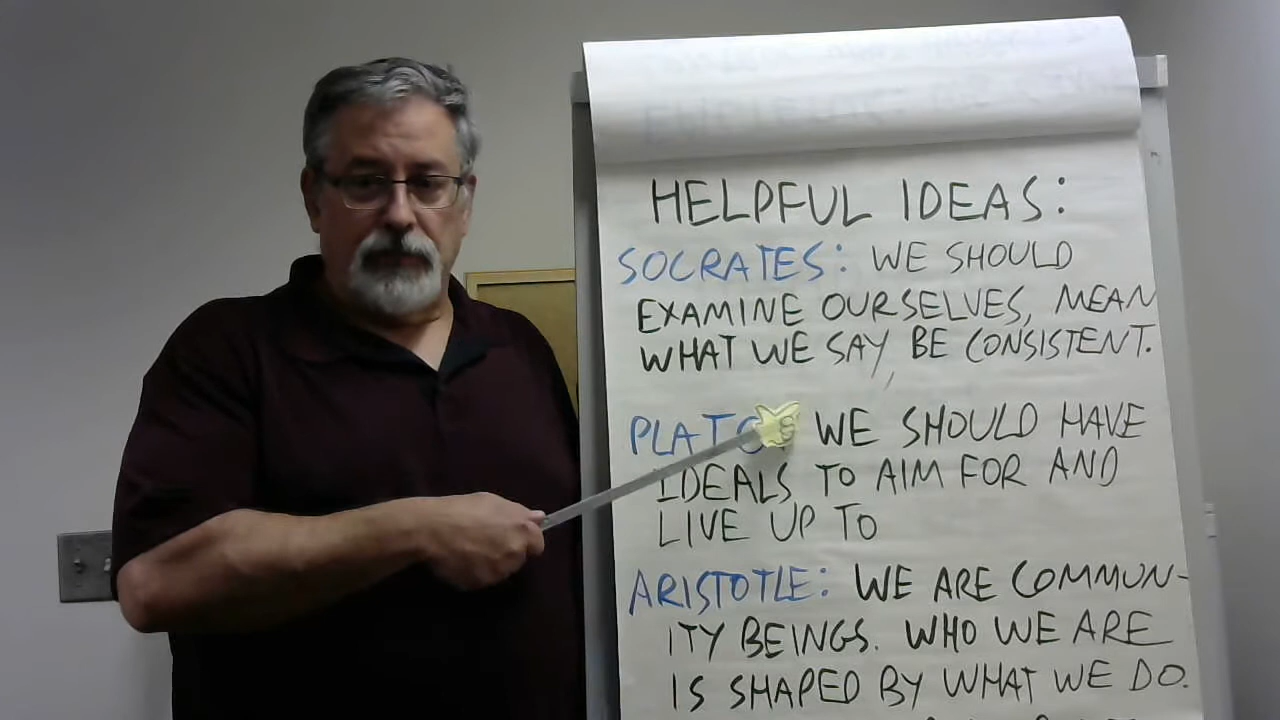 HELPFUL IDEAS:
SOCRATES: WE SHOULD
EXAMINE OURSELVES, MEAN
WHAT WE SAY, BE CONSISTENT.
PLATO: WE SHOULD HAVE
IDEALS TO AIM FOR AND
LIVE UP TO
ARISTOTLE: WE ARE COMMUN-
ITY BEINGS. WHO WE ARE
IS SHAPED BY WHAT WE DO.